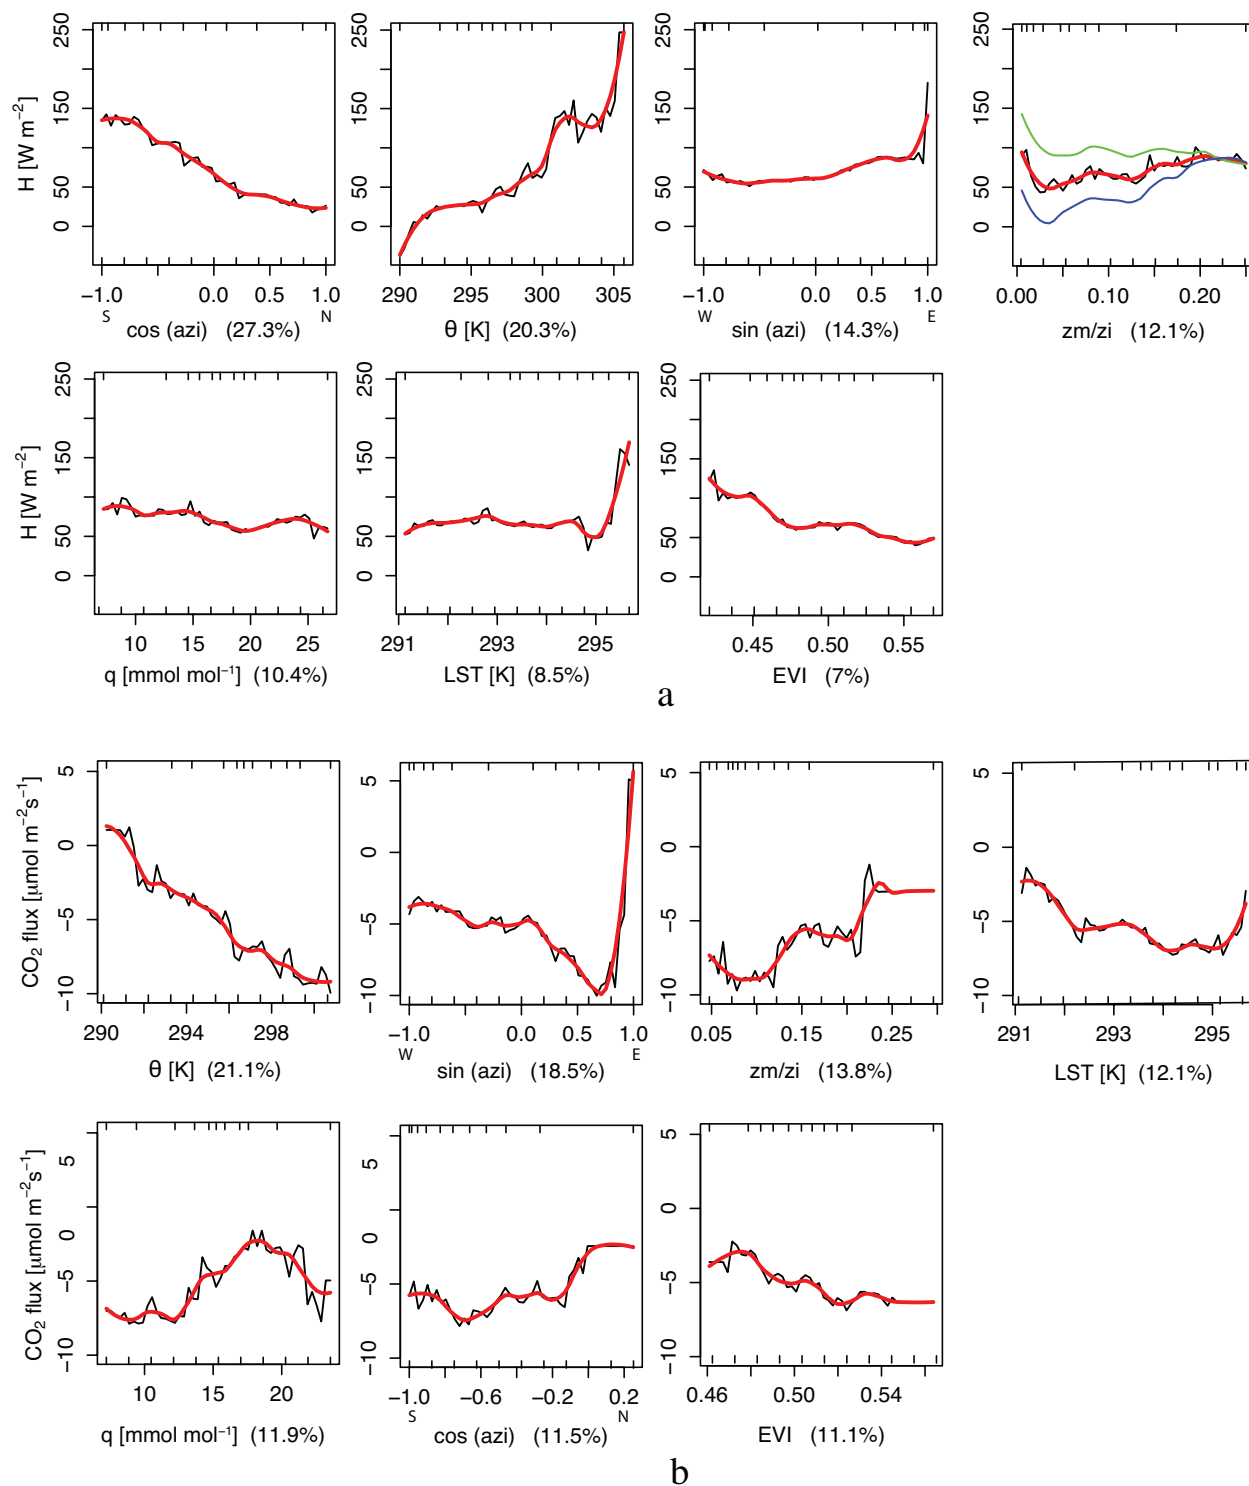 H [W m⁻²]
0 50 150 250
−1.0 0.0 0.5 1.0
S N
cos (azi) (27.3%)
0 50 150 250
290 295 300 305
θ [K] (20.3%)
0 50 150 250
−1.0 0.0 1.0
W E
sin (azi) (14.3%)
0 50 150 250
0.00 0.10 0.20
zm/zi (12.1%)
H [W m⁻²]
0 50 150 250
10 15 20 25
q [mmol mol⁻¹] (10.4%)
0 50 150 250
291 293 295
LST [K] (8.5%)
0 50 150 250
0.45 0.50 0.55
EVI (7%)
a
CO₂ flux [μmol m⁻²s⁻¹]
−10 −5 0 5
290 294 298
θ [K] (21.1%)
−10 −5 0 5
−1.0 0.0 1.0
W E
sin (azi) (18.5%)
−10 −5 0 5
0.05 0.15 0.25
zm/zi (13.8%)
−10 −5 0 5
291 293 295
LST [K] (12.1%)
CO₂ flux [μmol m⁻²s⁻¹]
−10 −5 0 5
10 15 20
q [mmol mol⁻¹] (11.9%)
−10 −5 0 5
−1.0 −0.6 −0.2 0.2
S N
cos (azi) (11.5%)
−10 −5 0 5
0.46 0.50 0.54
EVI (11.1%)
b